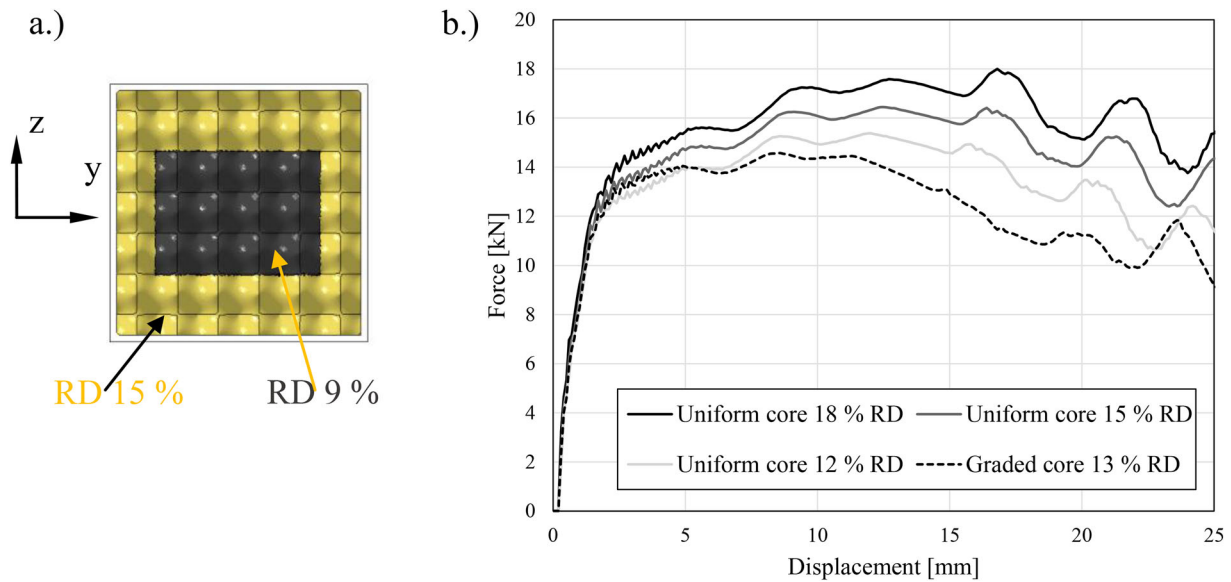 a.)
z
y
RD 15 %
RD 9 %
b.)
20
18
16
14
12
10
8
6
4
2
0
Force [kN]
Uniform core 18 % RD
Uniform core 15 % RD
Uniform core 12 % RD
Graded core 13 % RD
0
5
10
15
20
25
Displacement [mm]